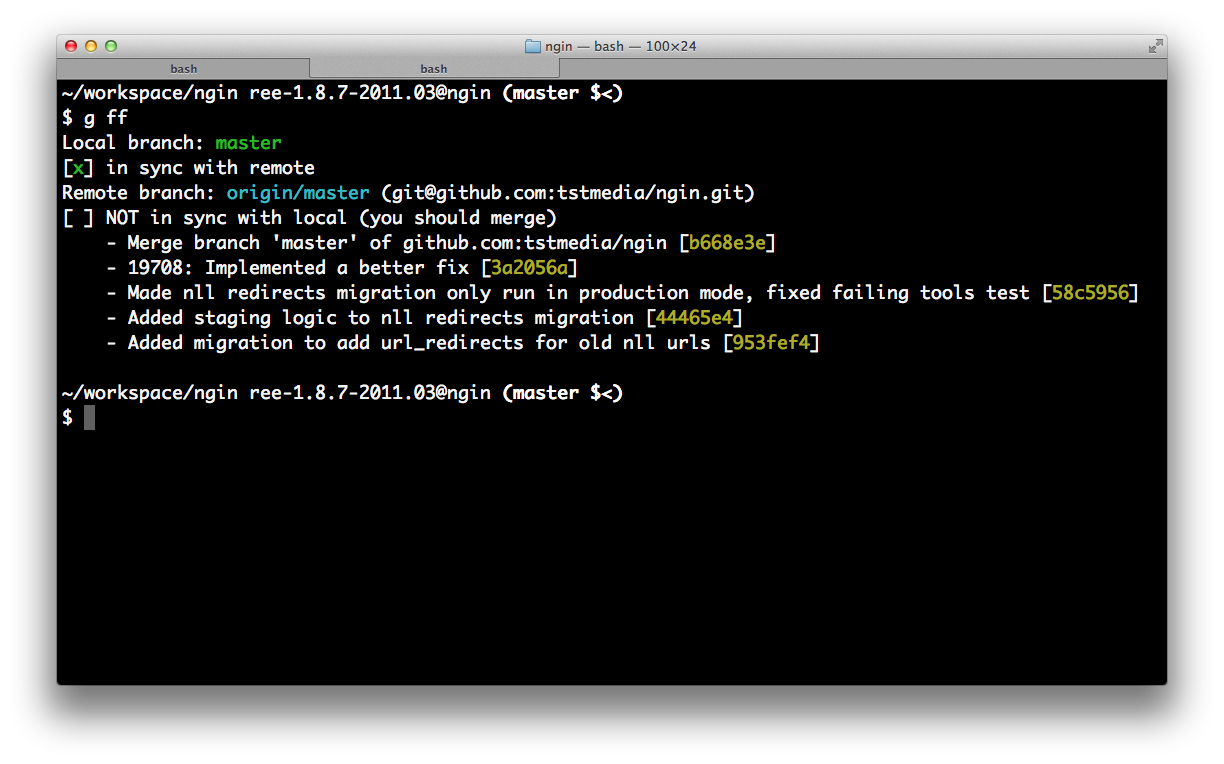 ngin — bash — 100×24
bash bash
~/workspace/ngin ree-1.8.7-2011.03@ngin (master $<)
$ g ff
Local branch: master
[x] in sync with remote
Remote branch: origin/master (git@github.com:tstmedia/ngin.git)
[ ] NOT in sync with local (you should merge)
    - Merge branch 'master' of github.com:tstmedia/ngin [b668e3e]
    - 19708: Implemented a better fix [3a2056a]
    - Made nll redirects migration only run in production mode, fixed failing tools test [58c5956]
    - Added staging logic to nll redirects migration [44465e4]
    - Added migration to add url_redirects for old nll urls [953fef4]
~/workspace/ngin ree-1.8.7-2011.03@ngin (master $<)
$